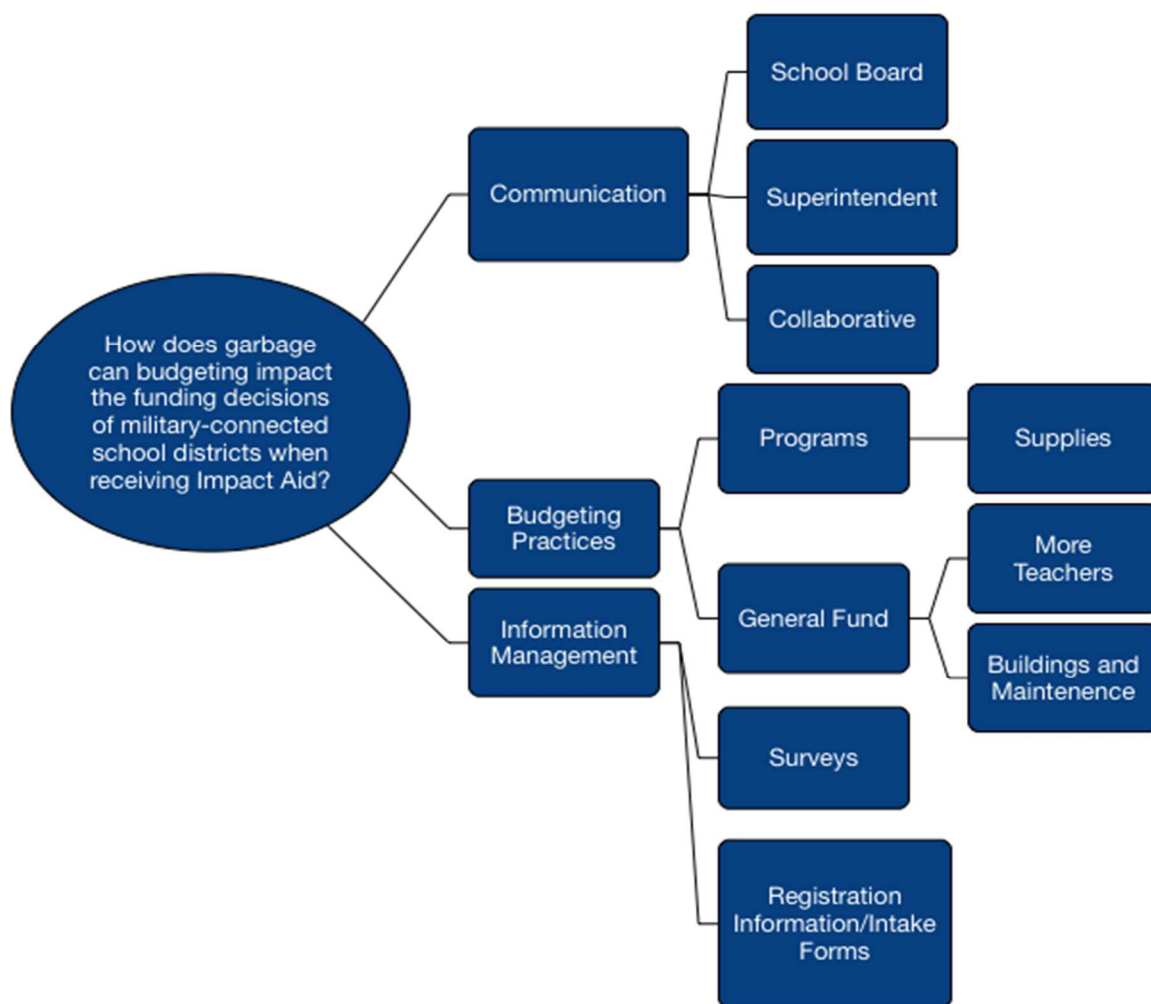 How does garbage
can budgeting impact
the funding decisions
of military-connected
school districts when
receiving Impact Aid?
Communication
School Board
Superintendent
Collaborative
Budgeting
Practices
Programs
Supplies
General Fund
More
Teachers
Buildings and
Maintenence
Information
Management
Surveys
Registration
Information/Intake
Forms